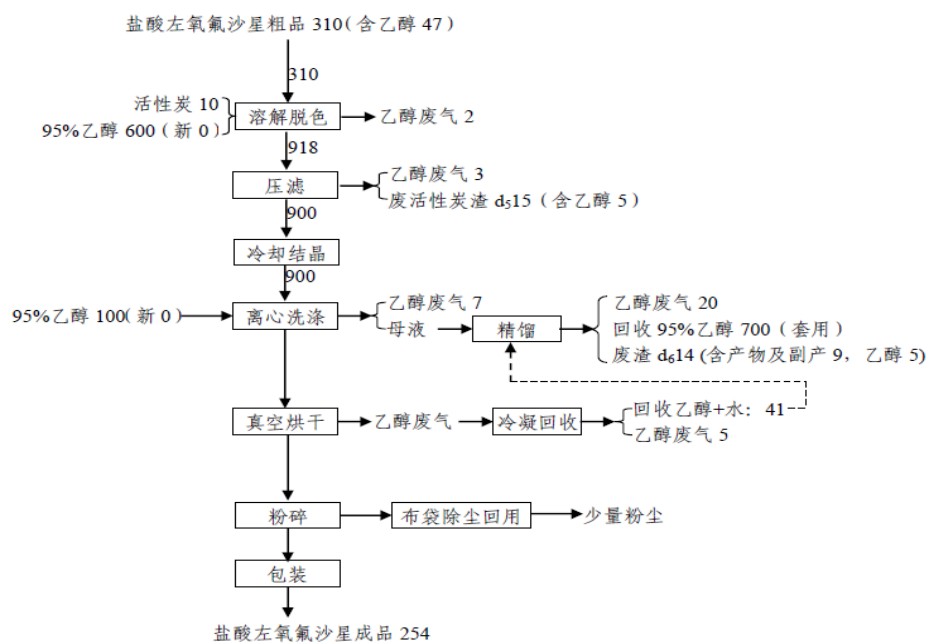 盐酸左氧氟沙星粗品 310(含乙醇 47)
310
活性炭 10
95%乙醇 600(新 0)
溶解脱色
乙醇废气 2
918
压滤
乙醇废气 3
废活性炭渣 d₅15(含乙醇 5)
900
冷却结晶
900
95%乙醇 100(新 0)
离心洗涤
乙醇废气 7
母液
精馏
乙醇废气 20
回收 95%乙醇 700(套用)
废渣 d₆14 (含产物及副产 9, 乙醇 5)
真空烘干
乙醇废气
冷凝回收
回收乙醇+水: 41
乙醇废气 5
粉碎
布袋除尘回用
少量粉尘
包装
盐酸左氧氟沙星成品 254